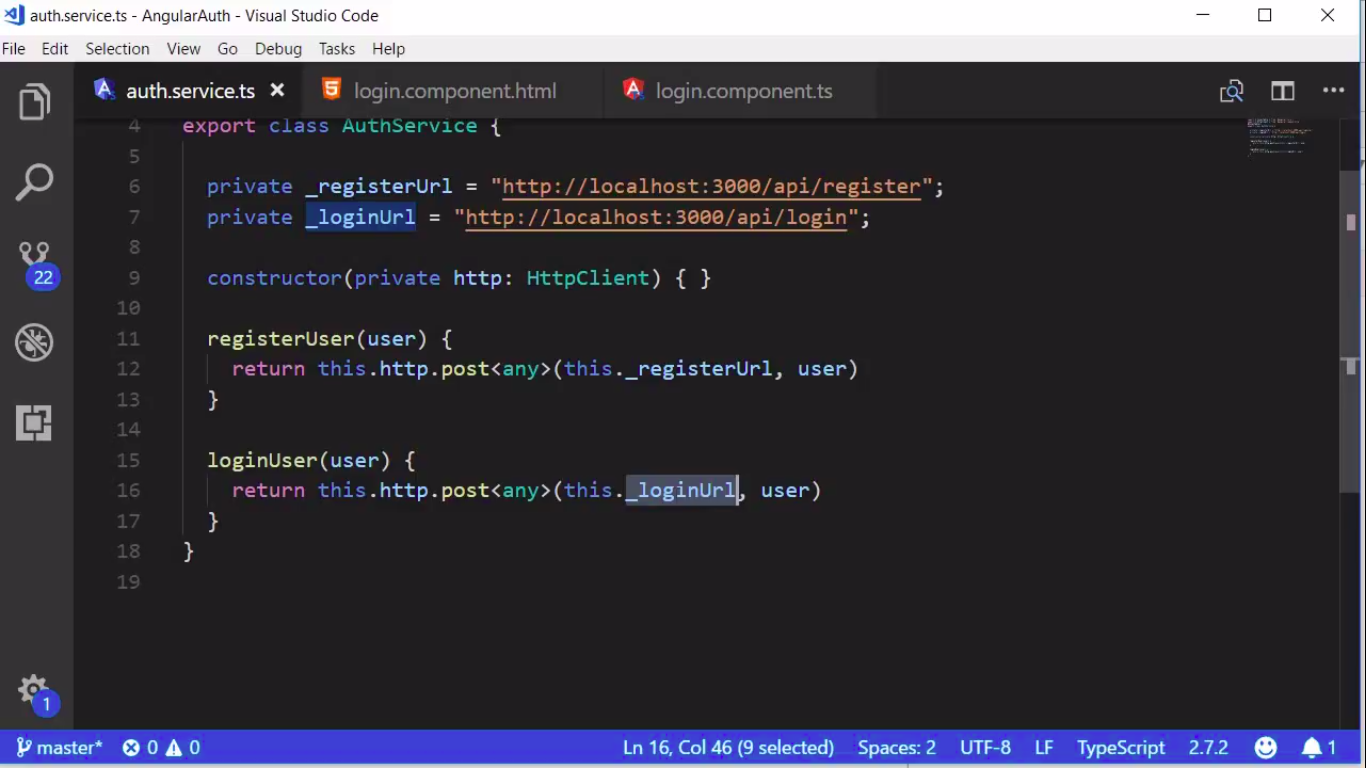 auth.service.ts - AngularAuth - Visual Studio Code
File Edit Selection View Go Debug Tasks Help
auth.service.ts login.component.html login.component.ts
4 export class AuthService {
5
6 private _registerUrl = "http://localhost:3000/api/register";
7 private _loginUrl = "http://localhost:3000/api/login";
8
9 constructor(private http: HttpClient) { }
10
11 registerUser(user) {
12 return this.http.post<any>(this._registerUrl, user)
13 }
14
15 loginUser(user) {
16 return this.http.post<any>(this._loginUrl, user)
17 }
18 }
19
22
1
master* 0 0 Ln 16, Col 46 (9 selected) Spaces: 2 UTF-8 LF TypeScript 2.7.2 1